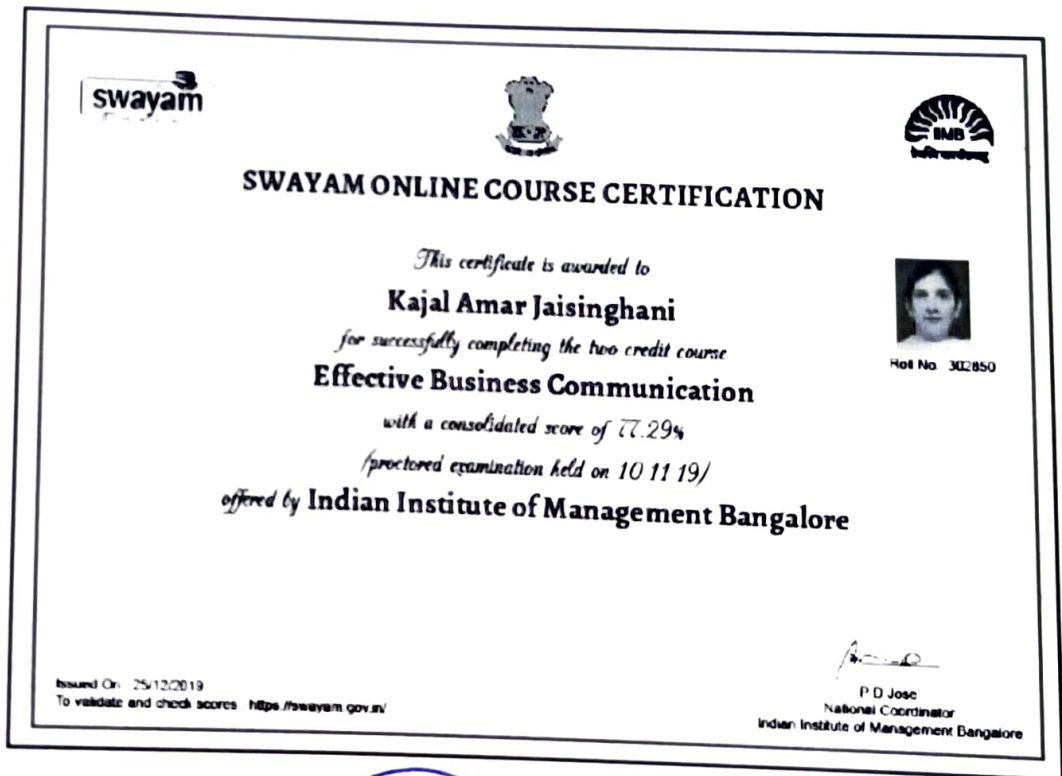 swayam
IIMB
SWAYAM ONLINE COURSE CERTIFICATION
This certificate is awarded to
Kajal Amar Jaisinghani
for successfully completing the two credit course
Roll No. 302850
Effective Business Communication
with a consolidated score of 77.29%
/proctored examination held on 10 11 19/
offered by Indian Institute of Management Bangalore
Issued On 25/12/2019
To validate and check scores https://swayam.gov.in/
P D Jose
National Coordinator
Indian Institute of Management Bangalore